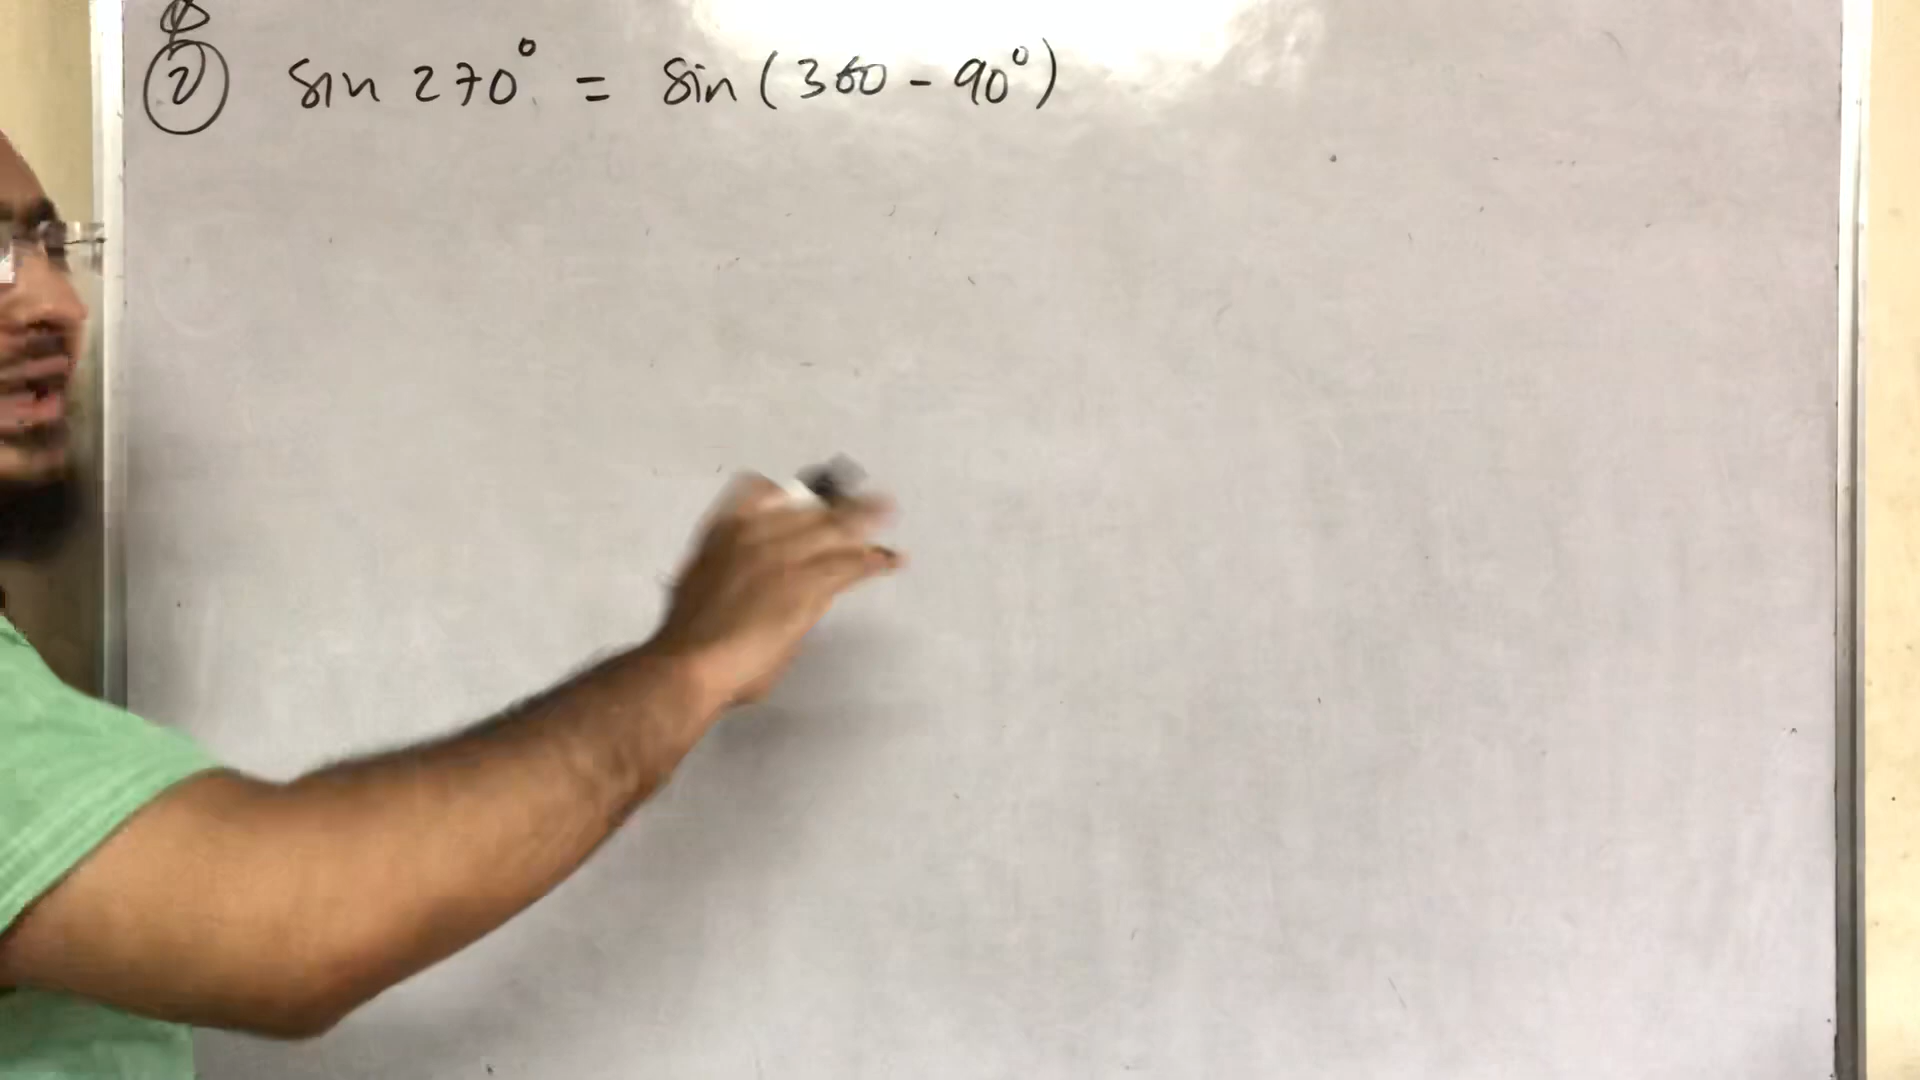 ② sin 270° = sin (360 - 90°)